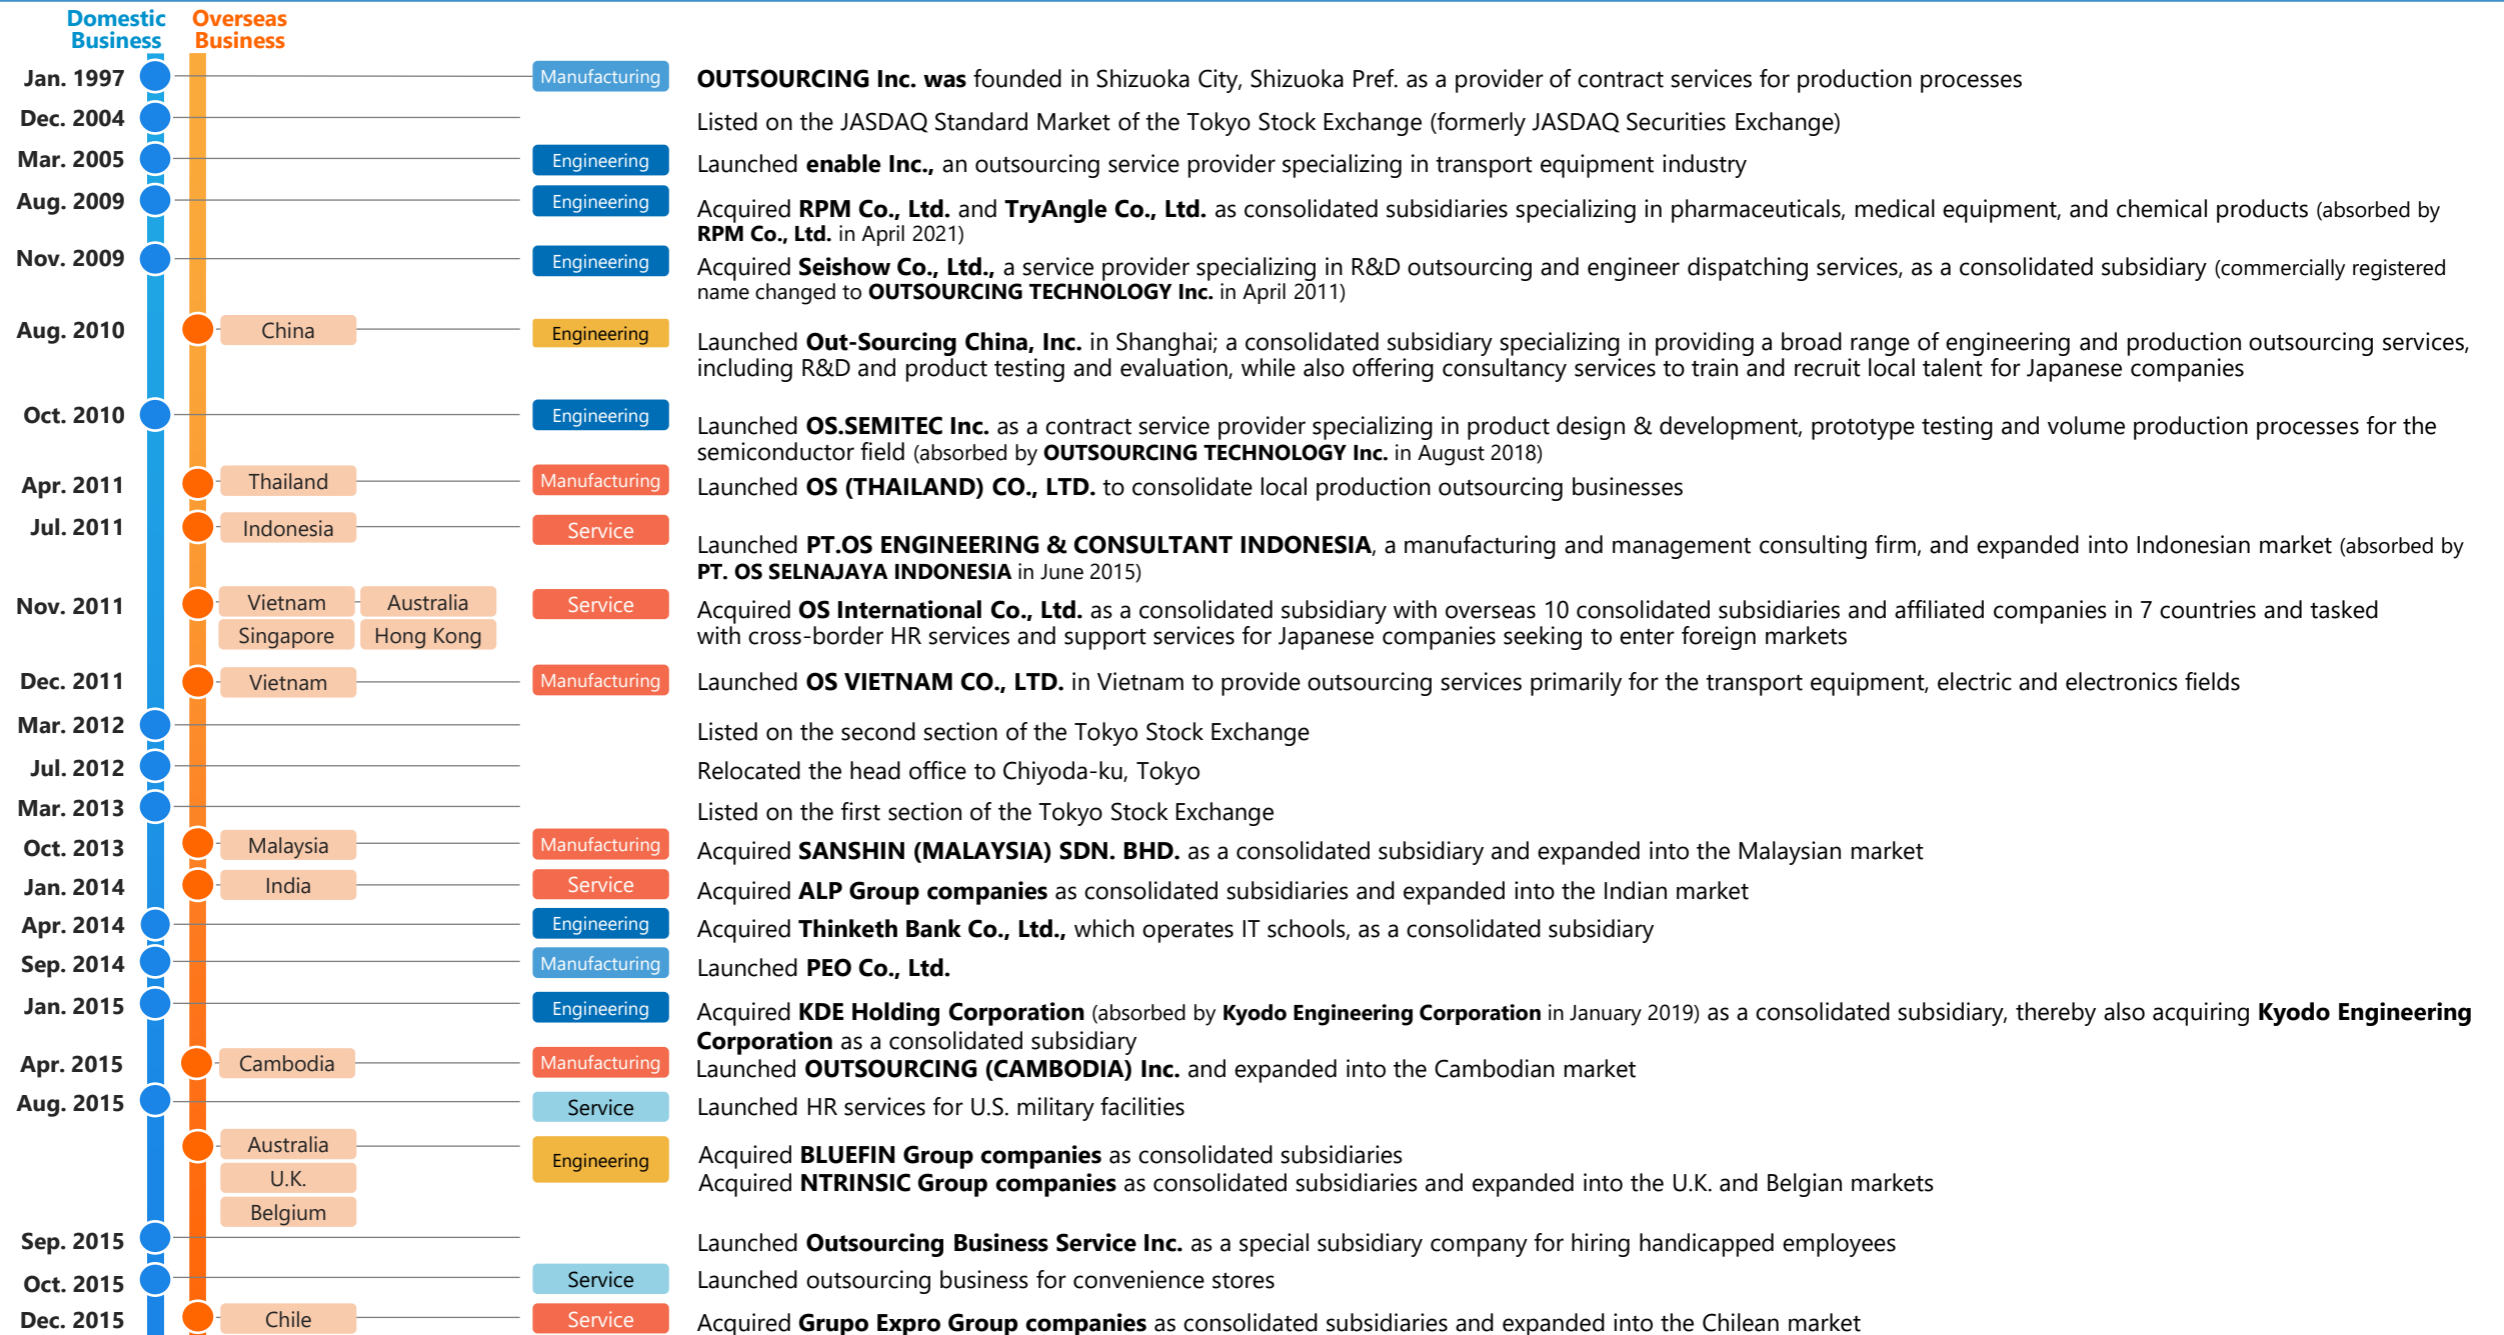 Domestic Business
Overseas Business
Jan. 1997 Manufacturing OUTSOURCING Inc. was founded in Shizuoka City, Shizuoka Pref. as a provider of contract services for production processes
Dec. 2004 Listed on the JASDAQ Standard Market of the Tokyo Stock Exchange (formerly JASDAQ Securities Exchange)
Mar. 2005 Engineering Launched enable Inc., an outsourcing service provider specializing in transport equipment industry
Aug. 2009 Engineering Acquired RPM Co., Ltd. and TryAngle Co., Ltd. as consolidated subsidiaries specializing in pharmaceuticals, medical equipment, and chemical products (absorbed by
RPM Co., Ltd. in April 2021)
Nov. 2009 Engineering Acquired Seishow Co., Ltd., a service provider specializing in R&D outsourcing and engineer dispatching services, as a consolidated subsidiary (commercially registered
name changed to OUTSOURCING TECHNOLOGY Inc. in April 2011)
Aug. 2010 China Engineering Launched Out-Sourcing China, Inc. in Shanghai; a consolidated subsidiary specializing in providing a broad range of engineering and production outsourcing services,
including R&D and product testing and evaluation, while also offering consultancy services to train and recruit local talent for Japanese companies
Oct. 2010 Engineering Launched OS.SEMITEC Inc. as a contract service provider specializing in product design & development, prototype testing and volume production processes for the
semiconductor field (absorbed by OUTSOURCING TECHNOLOGY Inc. in August 2018)
Apr. 2011 Thailand Manufacturing Launched OS (THAILAND) CO., LTD. to consolidate local production outsourcing businesses
Jul. 2011 Indonesia Service Launched PT.OS ENGINEERING & CONSULTANT INDONESIA, a manufacturing and management consulting firm, and expanded into Indonesian market (absorbed by
PT. OS SELNAJAYA INDONESIA in June 2015)
Nov. 2011 Vietnam Australia Service Acquired OS International Co., Ltd. as a consolidated subsidiary with overseas 10 consolidated subsidiaries and affiliated companies in 7 countries and tasked
Singapore Hong Kong with cross-border HR services and support services for Japanese companies seeking to enter foreign markets
Dec. 2011 Vietnam Manufacturing Launched OS VIETNAM CO., LTD. in Vietnam to provide outsourcing services primarily for the transport equipment, electric and electronics fields
Mar. 2012 Listed on the second section of the Tokyo Stock Exchange
Jul. 2012 Relocated the head office to Chiyoda-ku, Tokyo
Mar. 2013 Listed on the first section of the Tokyo Stock Exchange
Oct. 2013 Malaysia Manufacturing Acquired SANSHIN (MALAYSIA) SDN. BHD. as a consolidated subsidiary and expanded into the Malaysian market
Jan. 2014 India Service Acquired ALP Group companies as consolidated subsidiaries and expanded into the Indian market
Apr. 2014 Engineering Acquired Thinketh Bank Co., Ltd., which operates IT schools, as a consolidated subsidiary
Sep. 2014 Manufacturing Launched PEO Co., Ltd.
Jan. 2015 Engineering Acquired KDE Holding Corporation (absorbed by Kyodo Engineering Corporation in January 2019) as a consolidated subsidiary, thereby also acquiring Kyodo Engineering
Corporation as a consolidated subsidiary
Apr. 2015 Cambodia Manufacturing Launched OUTSOURCING (CAMBODIA) Inc. and expanded into the Cambodian market
Aug. 2015 Service Launched HR services for U.S. military facilities
Australia Engineering Acquired BLUEFIN Group companies as consolidated subsidiaries
U.K. Acquired NTRINSIC Group companies as consolidated subsidiaries and expanded into the U.K. and Belgian markets
Belgium
Sep. 2015 Launched Outsourcing Business Service Inc. as a special subsidiary company for hiring handicapped employees
Oct. 2015 Service Launched outsourcing business for convenience stores
Dec. 2015 Chile Service Acquired Grupo Expro Group companies as consolidated subsidiaries and expanded into the Chilean market